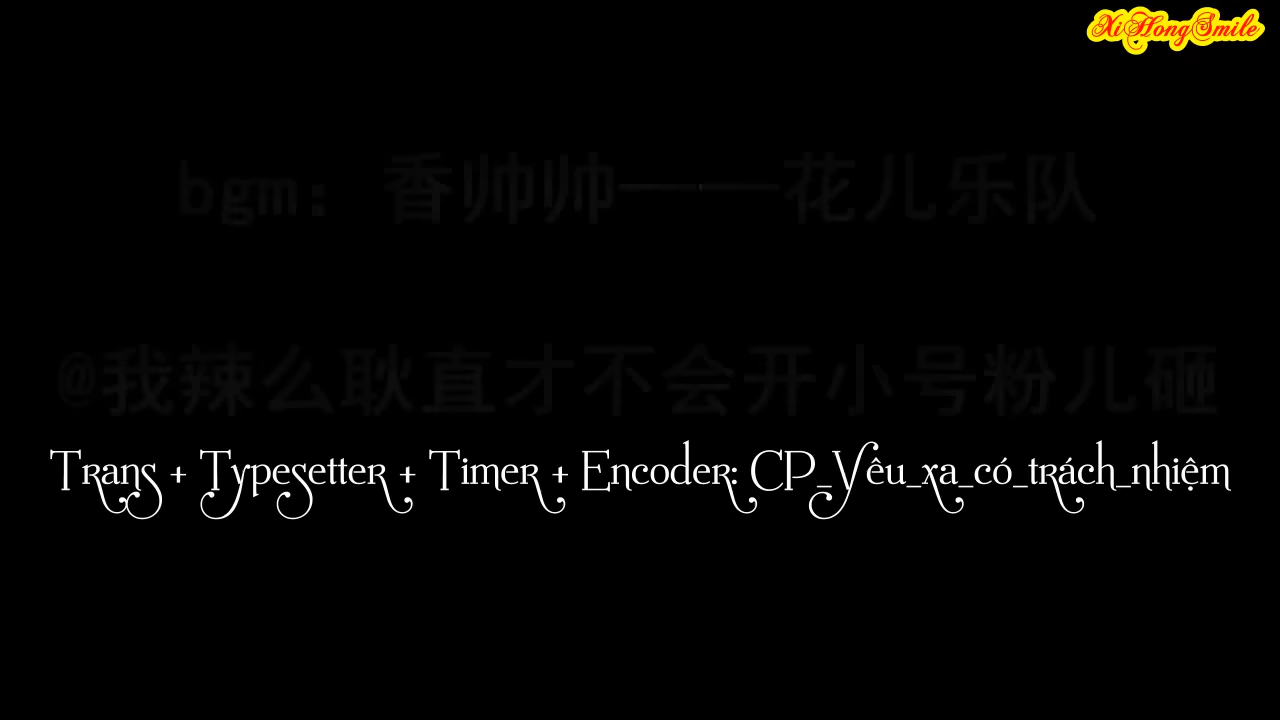 XiHongSmile
bgm：香帅帅——花儿乐队
@我辣么耿直才不会开小号粉儿砸
Trans + Typesetter + Timer + Encoder: CP_Yêu_xa_có_trách_nhiệm